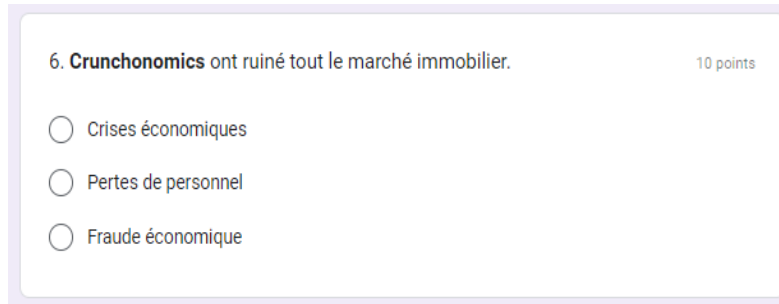 6. Crunchonomics ont ruiné tout le marché immobilier.
10 points
Crises économiques
Pertes de personnel
Fraude économique